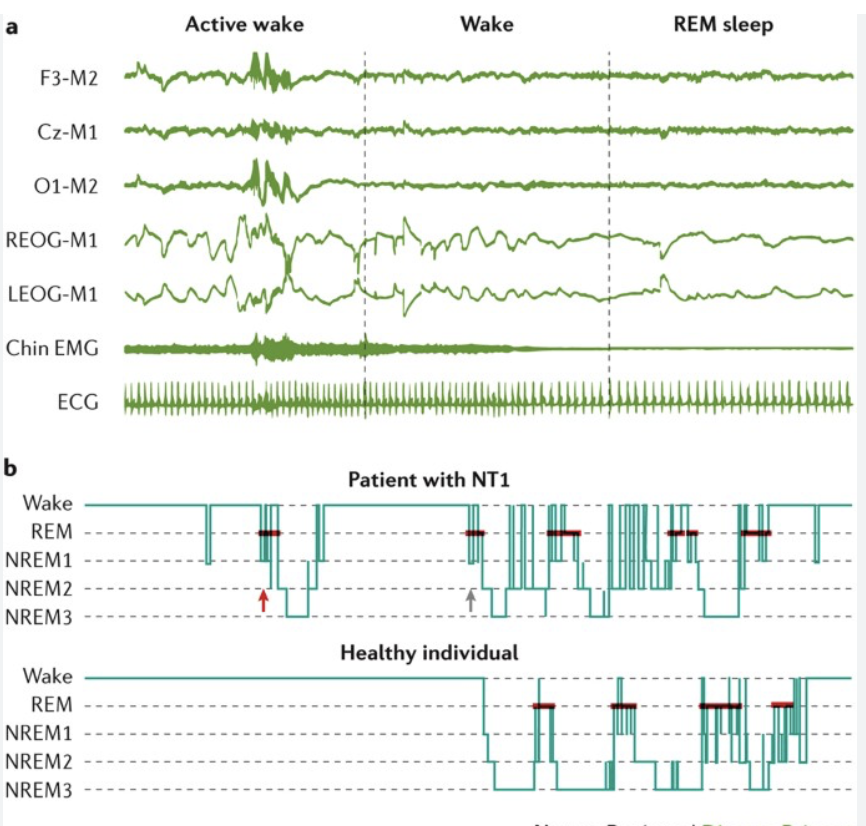 a
Active wake Wake REM sleep
F3-M2
Cz-M1
O1-M2
REOG-M1
LEOG-M1
Chin EMG
ECG
b
Patient with NT1
Wake
REM
NREM1
NREM2
NREM3
Healthy individual
Wake
REM
NREM1
NREM2
NREM3